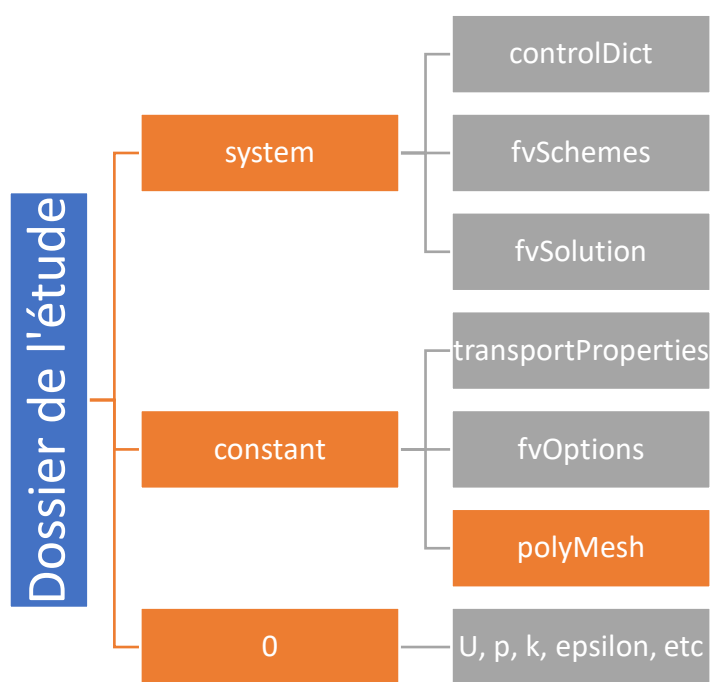 Dossier de l'étude
system
controlDict
fvSchemes
fvSolution
constant
transportProperties
fvOptions
polyMesh
0
U, p, k, epsilon, etc